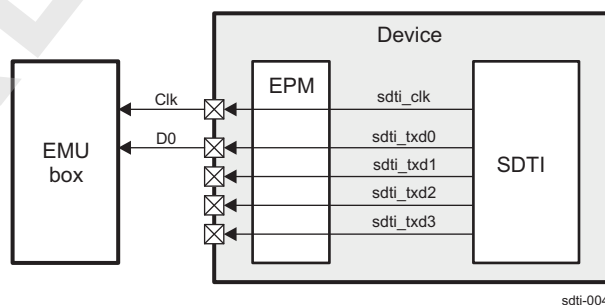 Device
EPM
Clk
sdti_clk
D0
sdti_txd0
EMU
box
sdti_txd1
SDTI
sdti_txd2
sdti_txd3
sdti-004